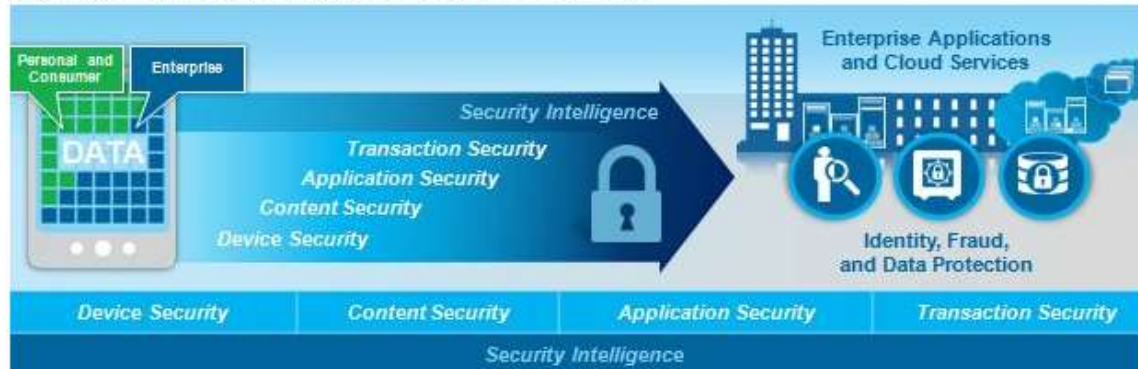 Personal and
Consumer
Enterprise
DATA
Security Intelligence
Transaction Security
Application Security
Content Security
Device Security
Enterprise Applications
and Cloud Services
Identity, Fraud,
and Data Protection
Device Security
Content Security
Application Security
Transaction Security
Security Intelligence